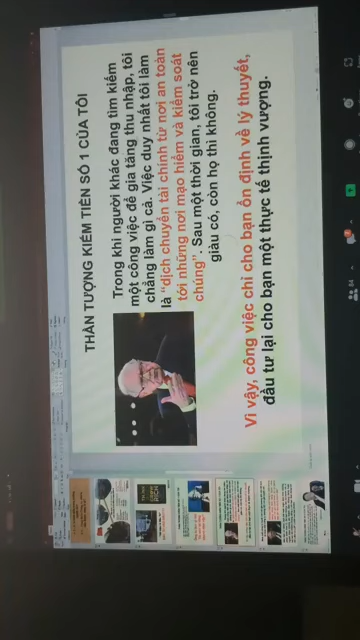 THẦN TƯỢNG KIẾM TIỀN SỐ 1 CỦA TÔI
Trong khi người khác đang tìm kiếm
một công việc để gia tăng thu nhập, tôi
chẳng làm gì cả. Việc duy nhất tôi làm
là “dịch chuyển tài chính từ nơi an toàn
tới những nơi mạo hiểm và kiểm soát
chúng”. Sau một thời gian, tôi trở nên
giàu có, còn họ thì không.
Vì vậy, công việc chỉ cho bạn ổn định về lý thuyết,
đầu tư lại cho bạn một thực tế thịnh vượng.